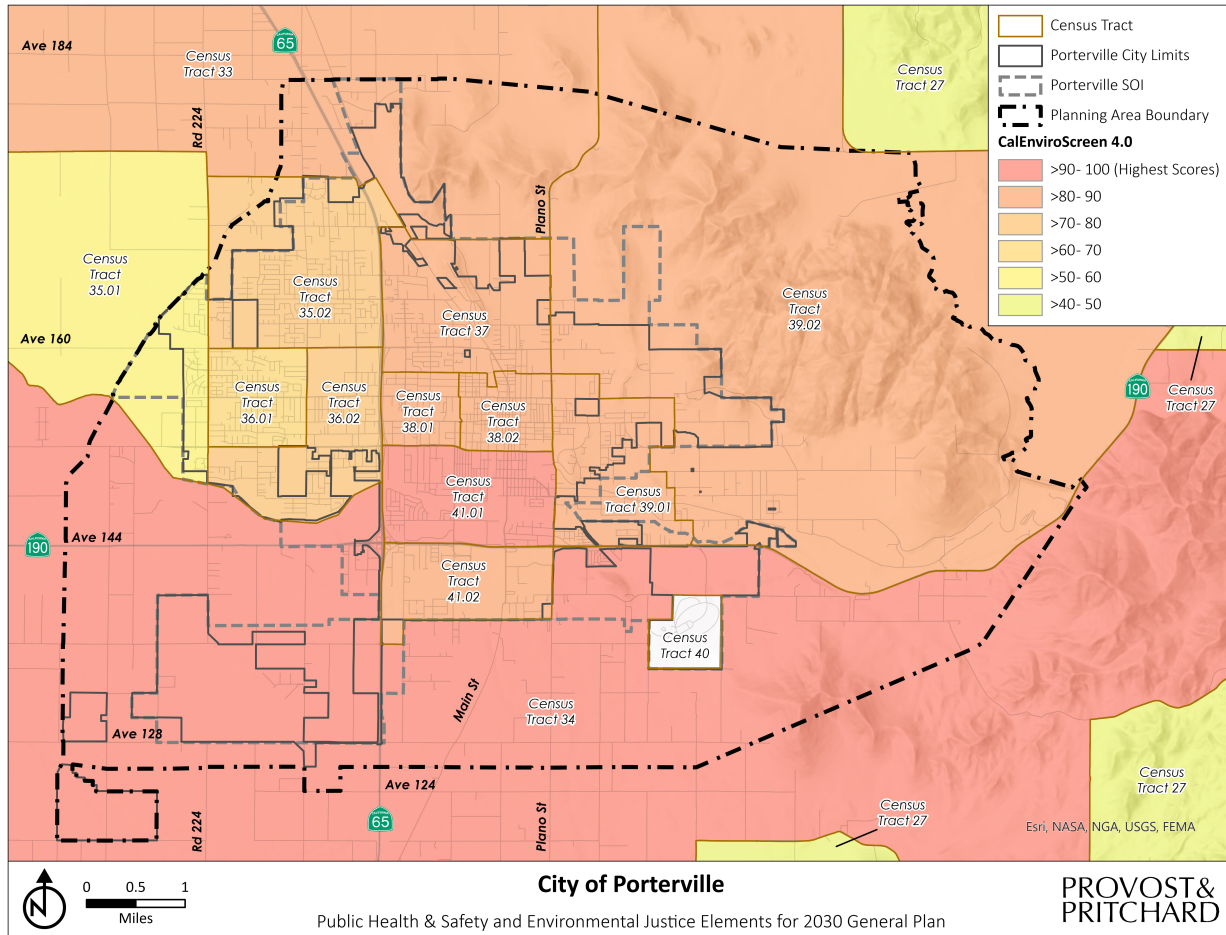 Ave 184
65
Census
Tract 33
Census
Tract 27
Census Tract
Porterville City Limits
Porterville SOI
Planning Area Boundary
CalEnviroScreen 4.0
>90- 100 (Highest Scores)
>80- 90
>70- 80
>60- 70
>50- 60
>40- 50
Rd 224
Plano St
Census
Tract
35.01
Census
Tract
35.02
Census
Tract 37
Census
Tract
39.02
Ave 160
190
Census
Tract 27
Census
Tract
36.01
Census
Tract
36.02
Census
Tract
38.01
Census
Tract
38.02
Census
Tract
41.01
Census
Tract 39.01
190
Ave 144
Census
Tract
41.02
Census
Tract 40
Main St
Census
Tract 34
Ave 128
Ave 124
Census
Tract 27
Rd 224
65
Plano St
Census
Tract 27
Esri, NASA, NGA, USGS, FEMA
N
0 0.5 1
Miles
City of Porterville
Public Health & Safety and Environmental Justice Elements for 2030 General Plan
PROVOST&
PRITCHARD